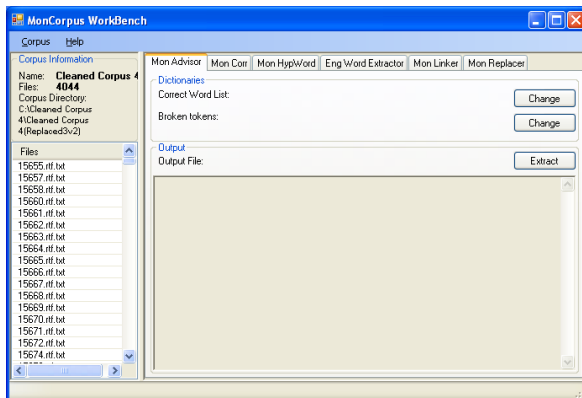 MonCorpus WorkBench
Corpus Help
Corpus Information
Name: Cleaned Corpus 4
Files: 4044
Corpus Directory:
C:\Cleaned Corpus
4\Cleaned Corpus
4(Replaced3v2)
Files
15655.rtf.txt
15657.rtf.txt
15658.rtf.txt
15660.rtf.txt
15661.rtf.txt
15662.rtf.txt
15663.rtf.txt
15664.rtf.txt
15665.rtf.txt
15666.rtf.txt
15667.rtf.txt
15668.rtf.txt
15669.rtf.txt
15670.rtf.txt
15671.rtf.txt
15672.rtf.txt
15674.rtf.txt
Mon Advisor Mon Corr Mon HypWord Eng Word Extractor Mon Linker Mon Replacer
Dictionaries
Correct Word List: Change
Broken tokens: Change
Output
Output File: Extract